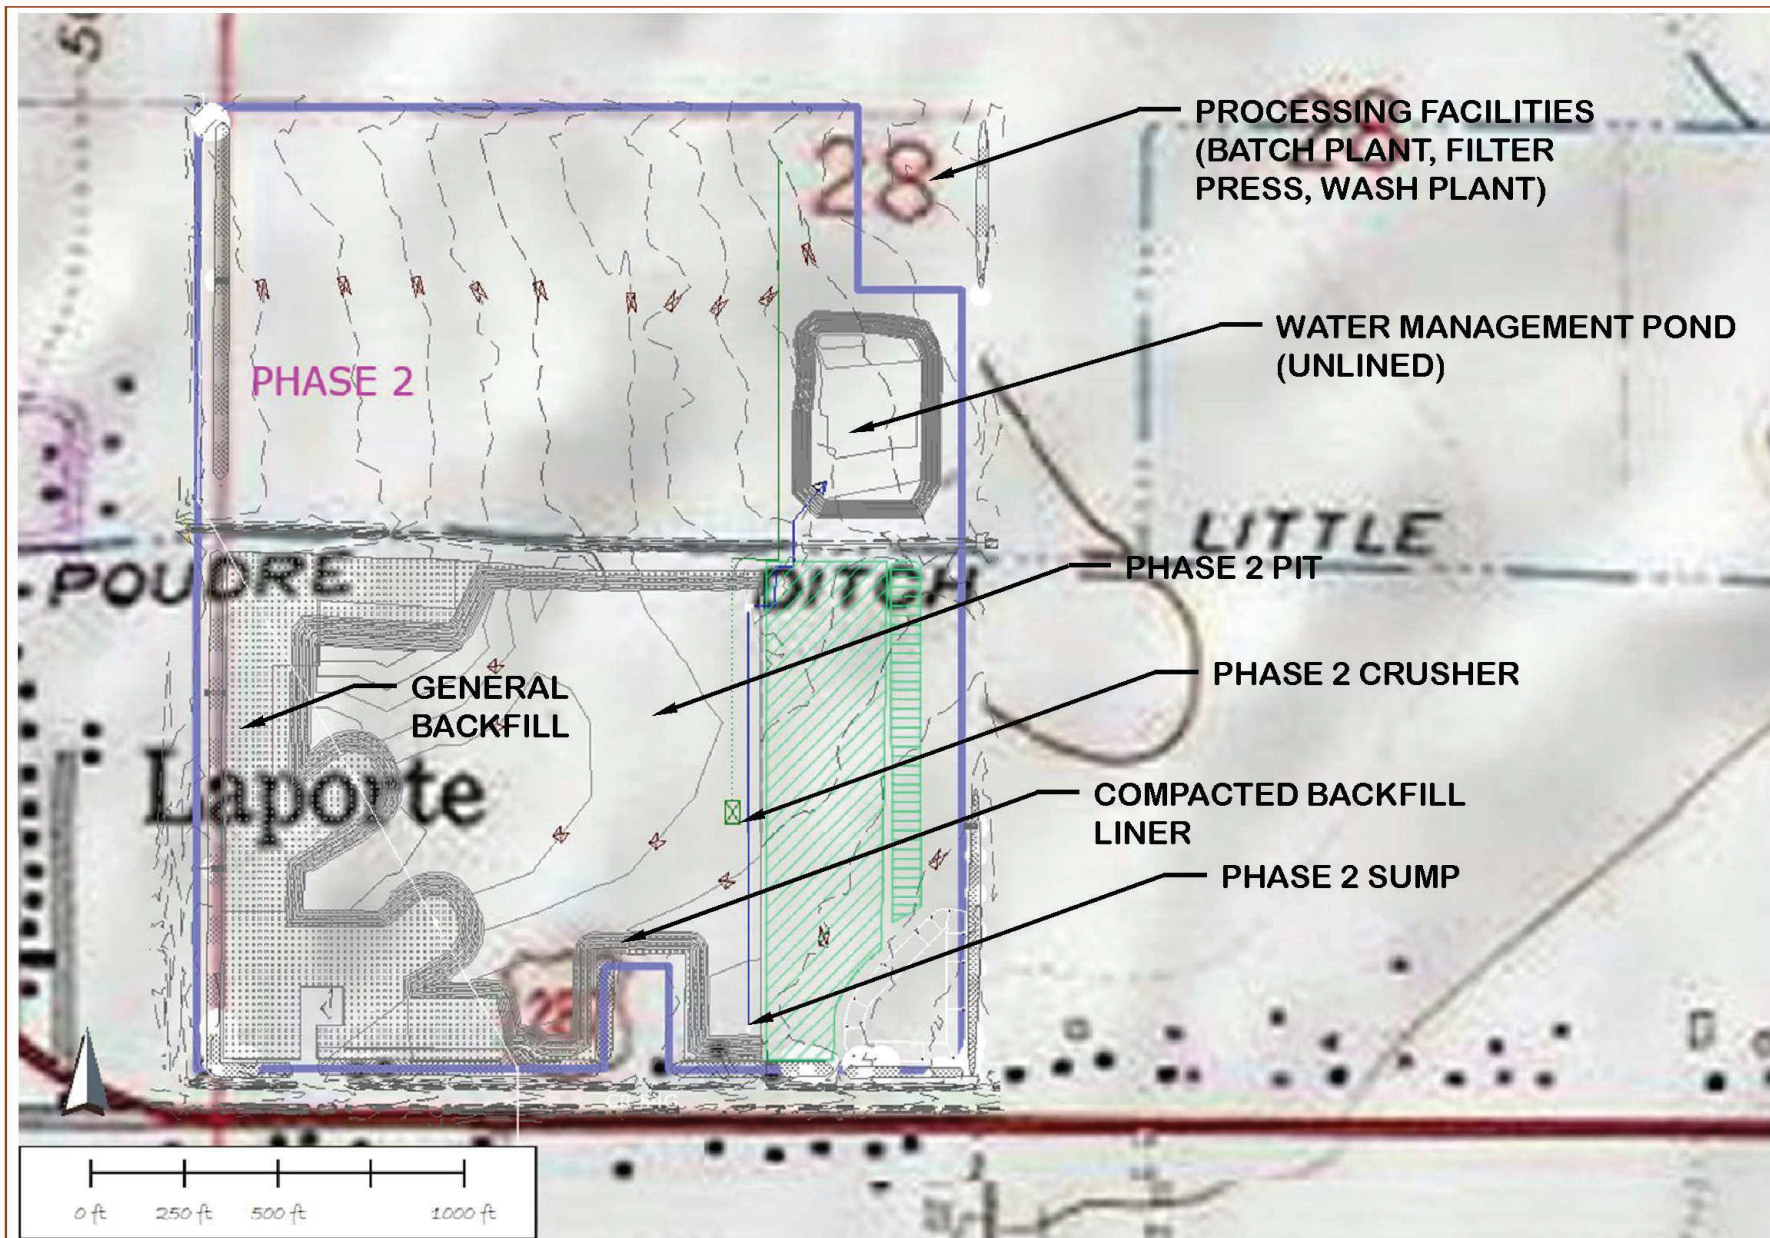 PROCESSING FACILITIES
(BATCH PLANT, FILTER
PRESS, WASH PLANT)
28
28
WATER MANAGEMENT POND
(UNLINED)
PHASE 2
LITTLE
POUDRE
DITCH
PHASE 2 PIT
PHASE 2 CRUSHER
GENERAL
BACKFILL
Laporte
COMPACTED BACKFILL
LINER
PHASE 2 SUMP
0 ft
250 ft
500 ft
1000 ft